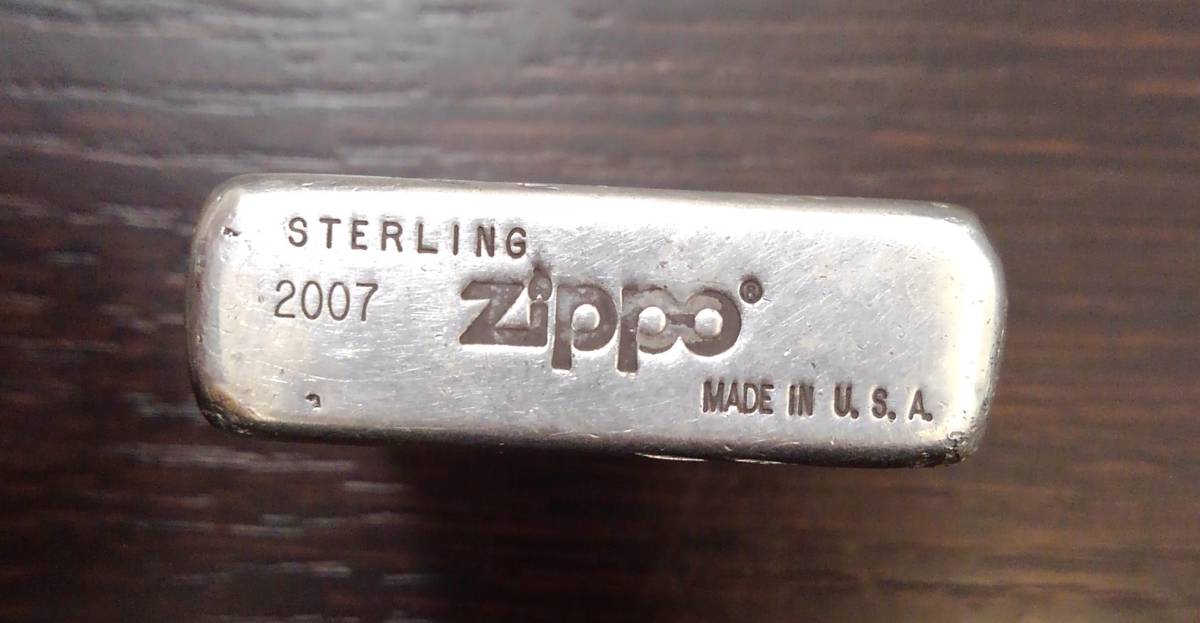 STERLING
2007
Zippo®
MADE IN U. S. A.